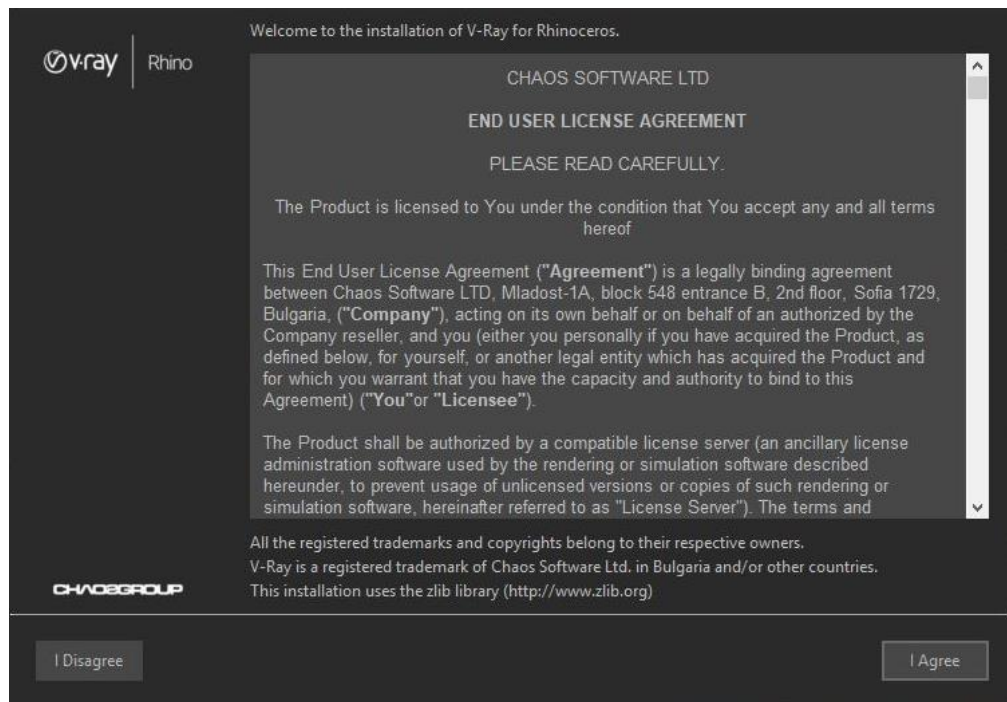 Welcome to the installation of V-Ray for Rhinoceros.
v·ray Rhino
CHAOS SOFTWARE LTD
END USER LICENSE AGREEMENT
PLEASE READ CAREFULLY.
The Product is licensed to You under the condition that You accept any and all terms
hereof
This End User License Agreement ("Agreement") is a legally binding agreement
between Chaos Software LTD, Mladost-1A, block 548 entrance B, 2nd floor, Sofia 1729,
Bulgaria, ("Company"), acting on its own behalf or on behalf of an authorized by the
Company reseller, and you (either you personally if you have acquired the Product, as
defined below, for yourself, or another legal entity which has acquired the Product and
for which you warrant that you have the capacity and authority to bind to this
Agreement) ("You"or "Licensee").
The Product shall be authorized by a compatible license server (an ancillary license
administration software used by the rendering or simulation software described
hereunder, to prevent usage of unlicensed versions or copies of such rendering or
simulation software, hereinafter referred to as "License Server"). The terms and
All the registered trademarks and copyrights belong to their respective owners.
V-Ray is a registered trademark of Chaos Software Ltd. in Bulgaria and/or other countries.
This installation uses the zlib library (http://www.zlib.org)
CHAOSGROUP
I Disagree
I Agree